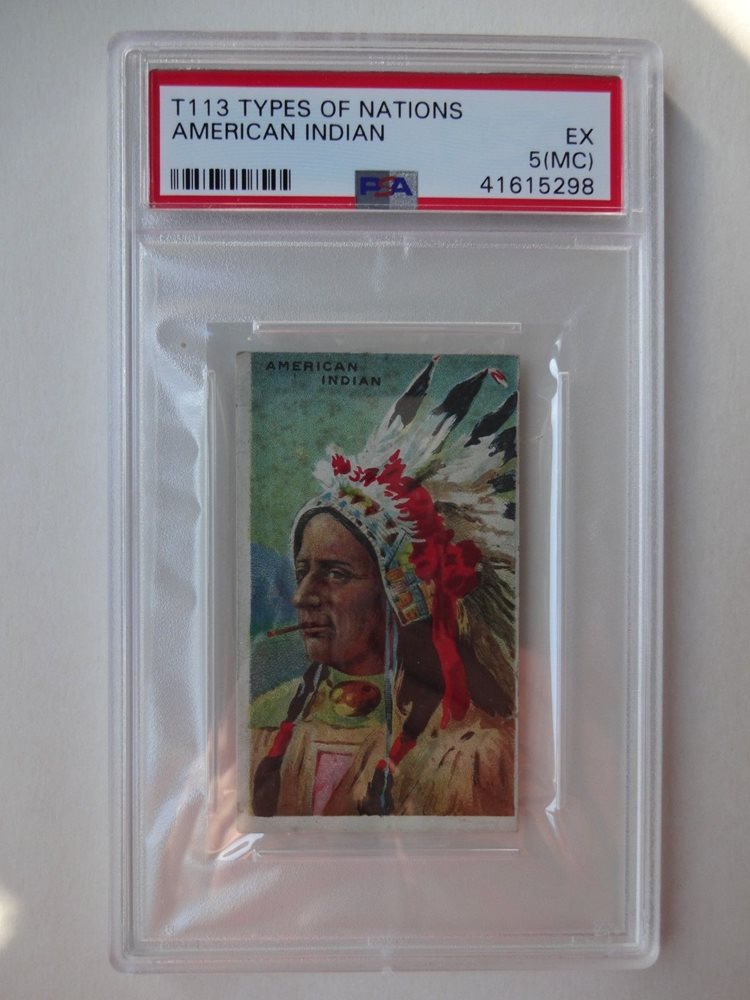 T113 TYPES OF NATIONS
AMERICAN INDIAN
EX
5(MC)
PSA
41615298
AMERICAN
INDIAN